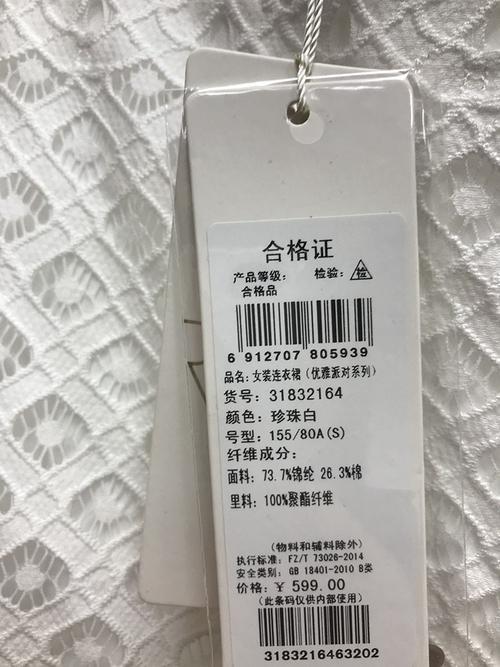 合格证
产品等级： 检验：检
合格品
6 912707 805939
品名：女装连衣裙（优雅派对系列）
货号：31832164
颜色：珍珠白
号型：155/80A(S)
纤维成分：
面料：73.7%锦纶 26.3%棉
里料：100%聚酯纤维
（物料和辅料除外）
执行标准：FZ/T 73026-2014
安全类别：GB 18401-2010 B类
价格：￥ 599.00
（此条码仅供内部使用）
3183216463202